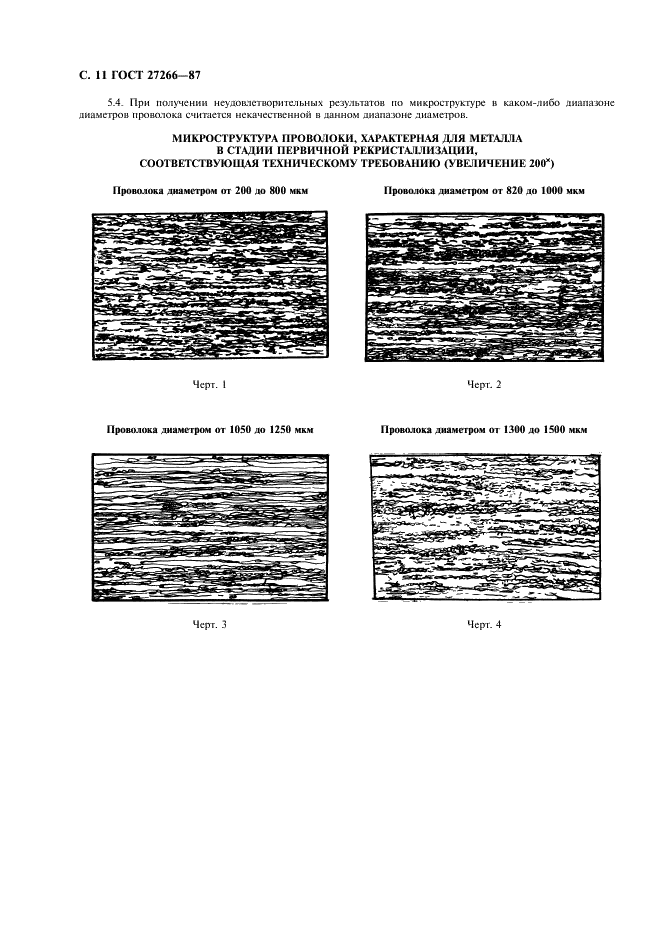 С. 11 ГОСТ 27266—87
5.4. При получении неудовлетворительных результатов по микроструктуре в каком-либо диапазоне
диаметров проволока считается некачественной в данном диапазоне диаметров.
МИКРОСТРУКТУРА ПРОВОЛОКИ, ХАРАКТЕРНАЯ ДЛЯ МЕТАЛЛА
В СТАДИИ ПЕРВИЧНОЙ РЕКРИСТАЛЛИЗАЦИИ,
СООТВЕТСТВУЮЩАЯ ТЕХНИЧЕСКОМУ ТРЕБОВАНИЮ (УВЕЛИЧЕНИЕ 200ˣ)
Проволока диаметром от 200 до 800 мкм
Проволока диаметром от 820 до 1000 мкм
Черт. 1
Черт. 2
Проволока диаметром от 1050 до 1250 мкм
Проволока диаметром от 1300 до 1500 мкм
Черт. 3
Черт. 4